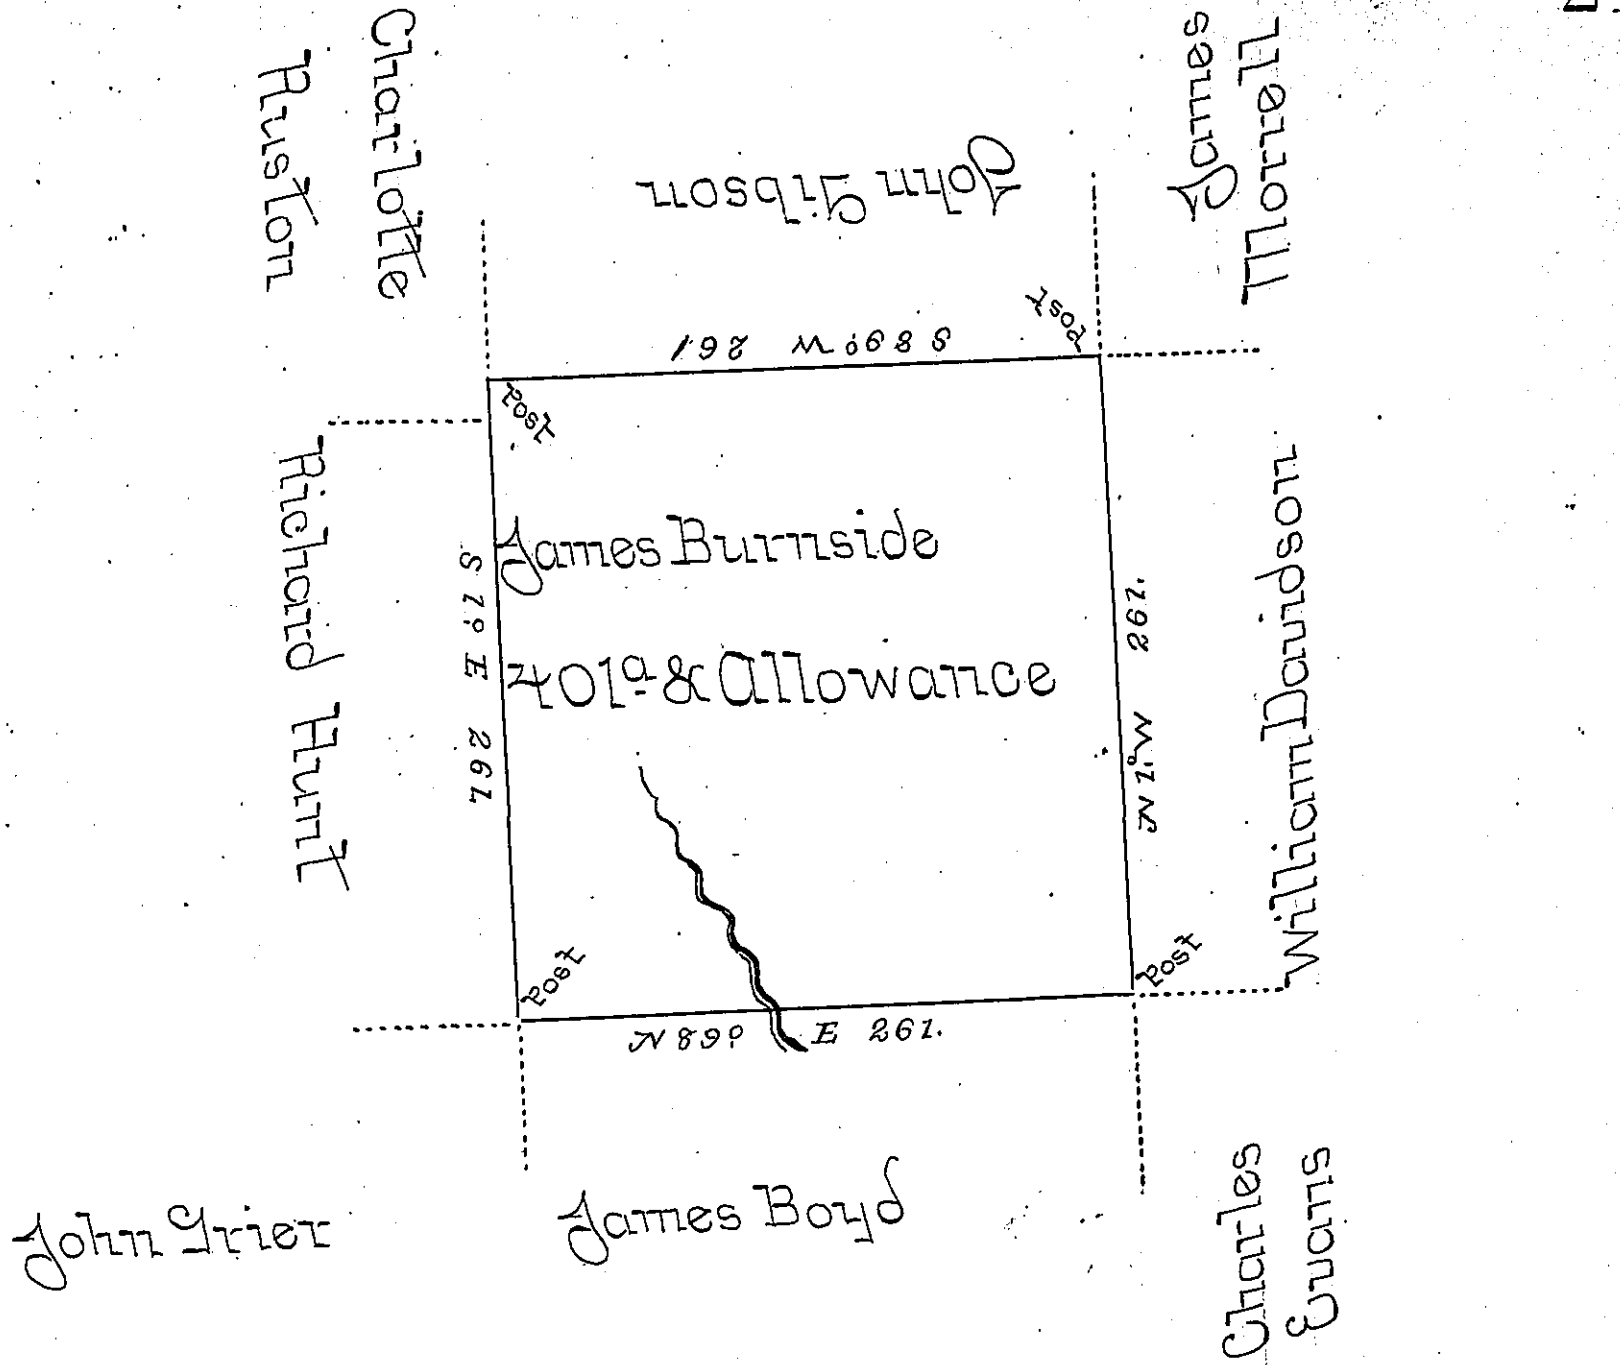 Charlotte
Ruston
John Gibson
James
Morrell
S 89° W 261
Post
Post
Richard Hunt
S 1° E 261
James Burnside
401a & Allowance
N 1° W 261.
William Davidson
Post
Post
N 89° E 261.
John Grier
James Boyd
Charles
Evans